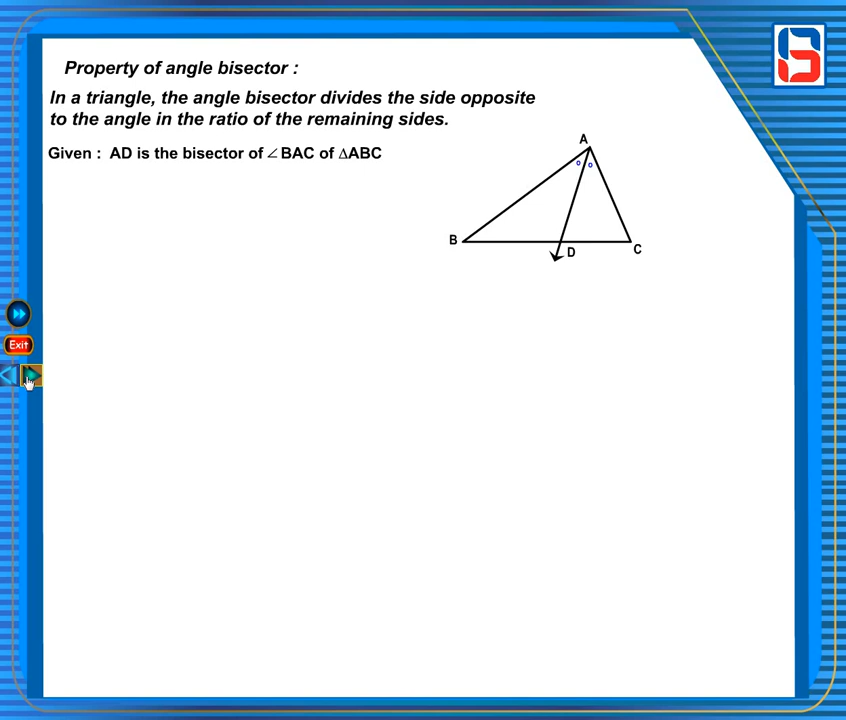 Property of angle bisector :
In a triangle, the angle bisector divides the side opposite
to the angle in the ratio of the remaining sides.
Given : AD is the bisector of ∠BAC of ∆ABC
A
B
D
C
Exit